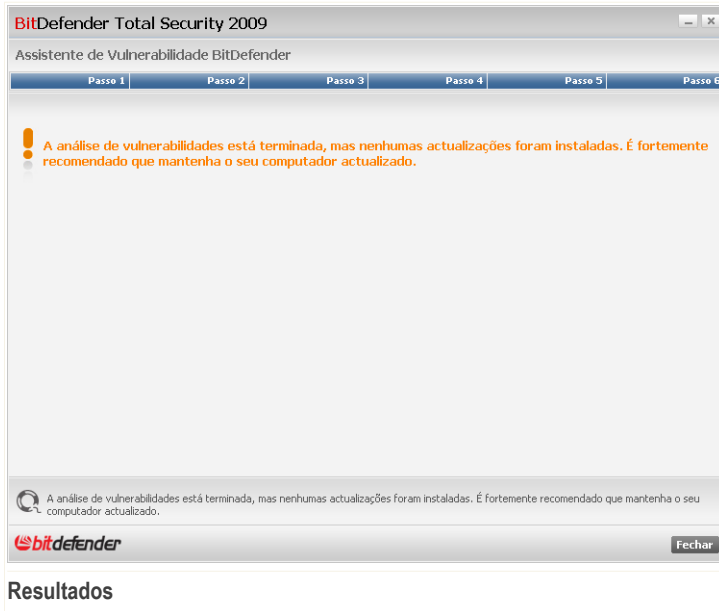 BitDefender Total Security 2009
Assistente de Vulnerabilidade BitDefender
Passo 1 Passo 2 Passo 3 Passo 4 Passo 5 Passo 6
A análise de vulnerabilidades está terminada, mas nenhumas actualizações foram instaladas. É fortemente
recomendado que mantenha o seu computador actualizado.
A análise de vulnerabilidades está terminada, mas nenhumas actualizações foram instaladas. É fortemente recomendado que mantenha o seu
computador actualizado.
bitdefender
Fechar
Resultados